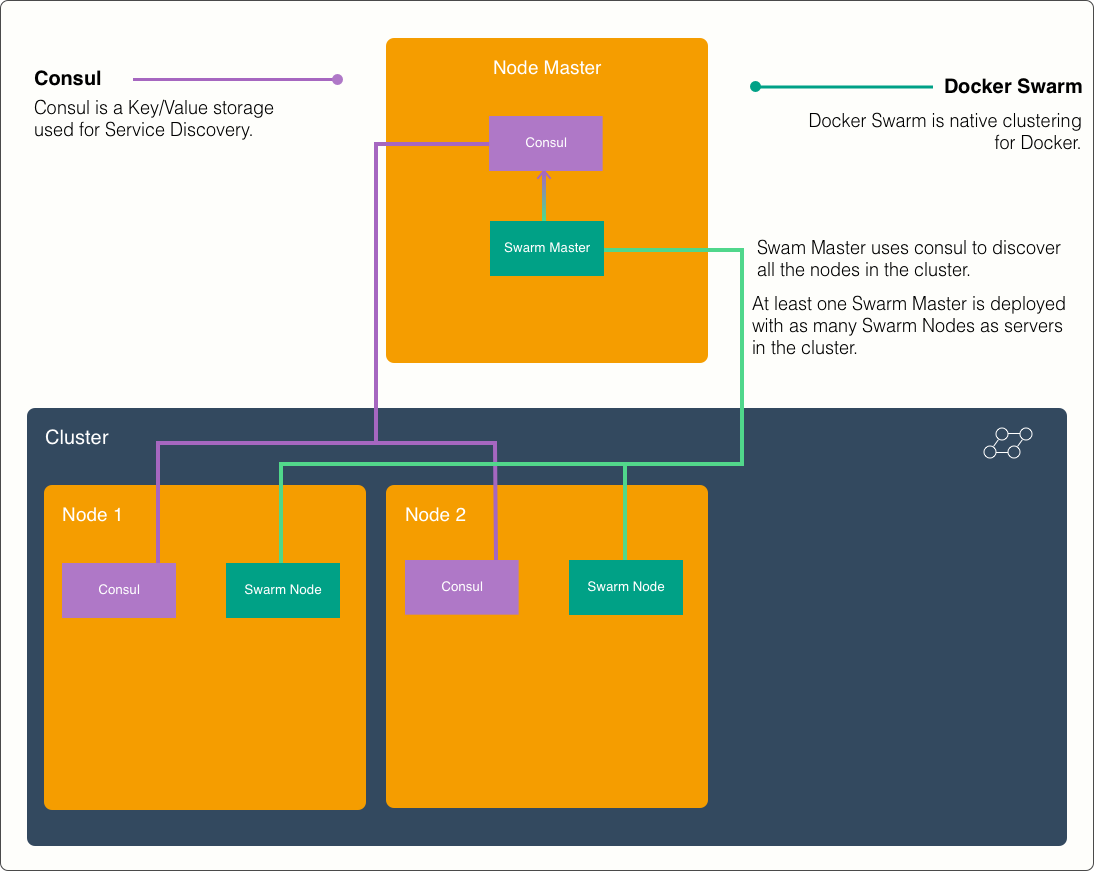 Node Master
Consul
Consul is a Key/Value storage
used for Service Discovery.
Docker Swarm
Docker Swarm is native clustering
for Docker.
Consul
Swarm Master
Swam Master uses consul to discover
all the nodes in the cluster.
At least one Swarm Master is deployed
with as many Swarm Nodes as servers
in the cluster.
Cluster
Node 1
Consul
Swarm Node
Node 2
Consul
Swarm Node